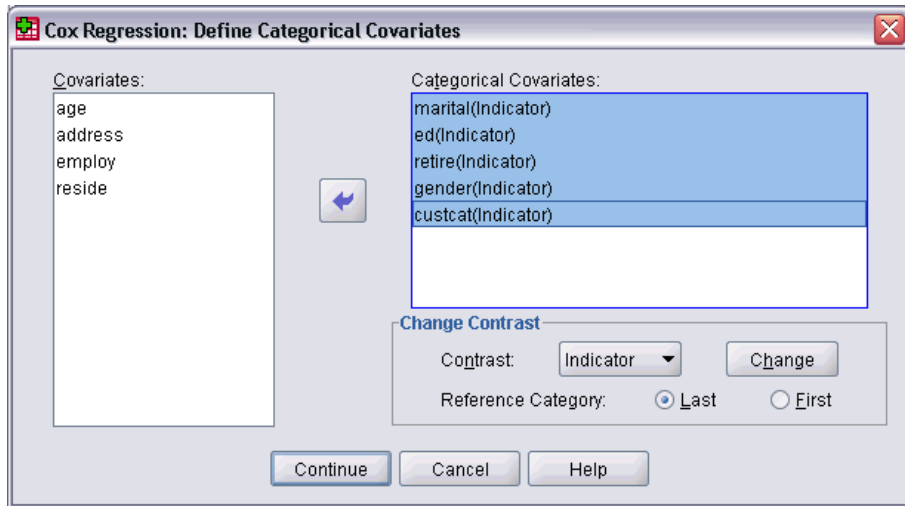 Cox Regression: Define Categorical Covariates
Covariates:
age
address
employ
reside
Categorical Covariates:
marital(Indicator)
ed(Indicator)
retire(Indicator)
gender(Indicator)
custcat(Indicator)
Change Contrast
Contrast: Indicator Change
Reference Category: Last First
Continue Cancel Help